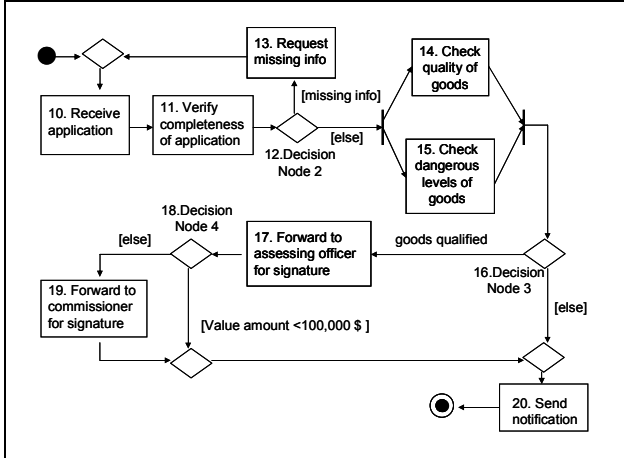 13. Request
missing info
14. Check
quality of
goods
10. Receive
application
11. Verify
completeness
of application
[missing info]
[else]
12.Decision
Node 2
15. Check
dangerous
levels of
goods
18.Decision
Node 4
[else]
17. Forward to
assessing officer
for signature
goods qualified
16.Decision
Node 3
19. Forward to
commissioner
for signature
[Value amount <100,000 $ ]
[else]
20. Send
notification